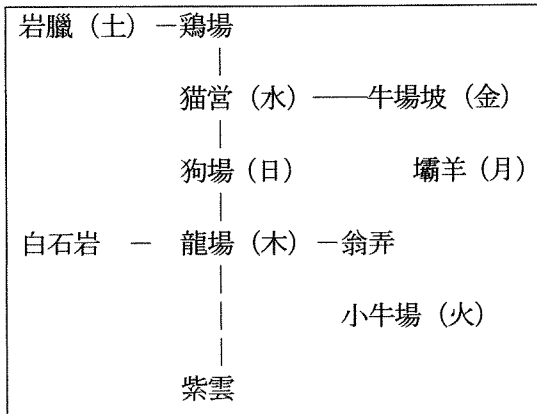 岩臘（土）－鶏場
｜
猫営（水）——牛場坡（金）
｜
狗場（日） 壩羊（月）
｜
白石岩 － 龍場（木）－翁弄
｜
｜ 小牛場（火）
｜
紫雲